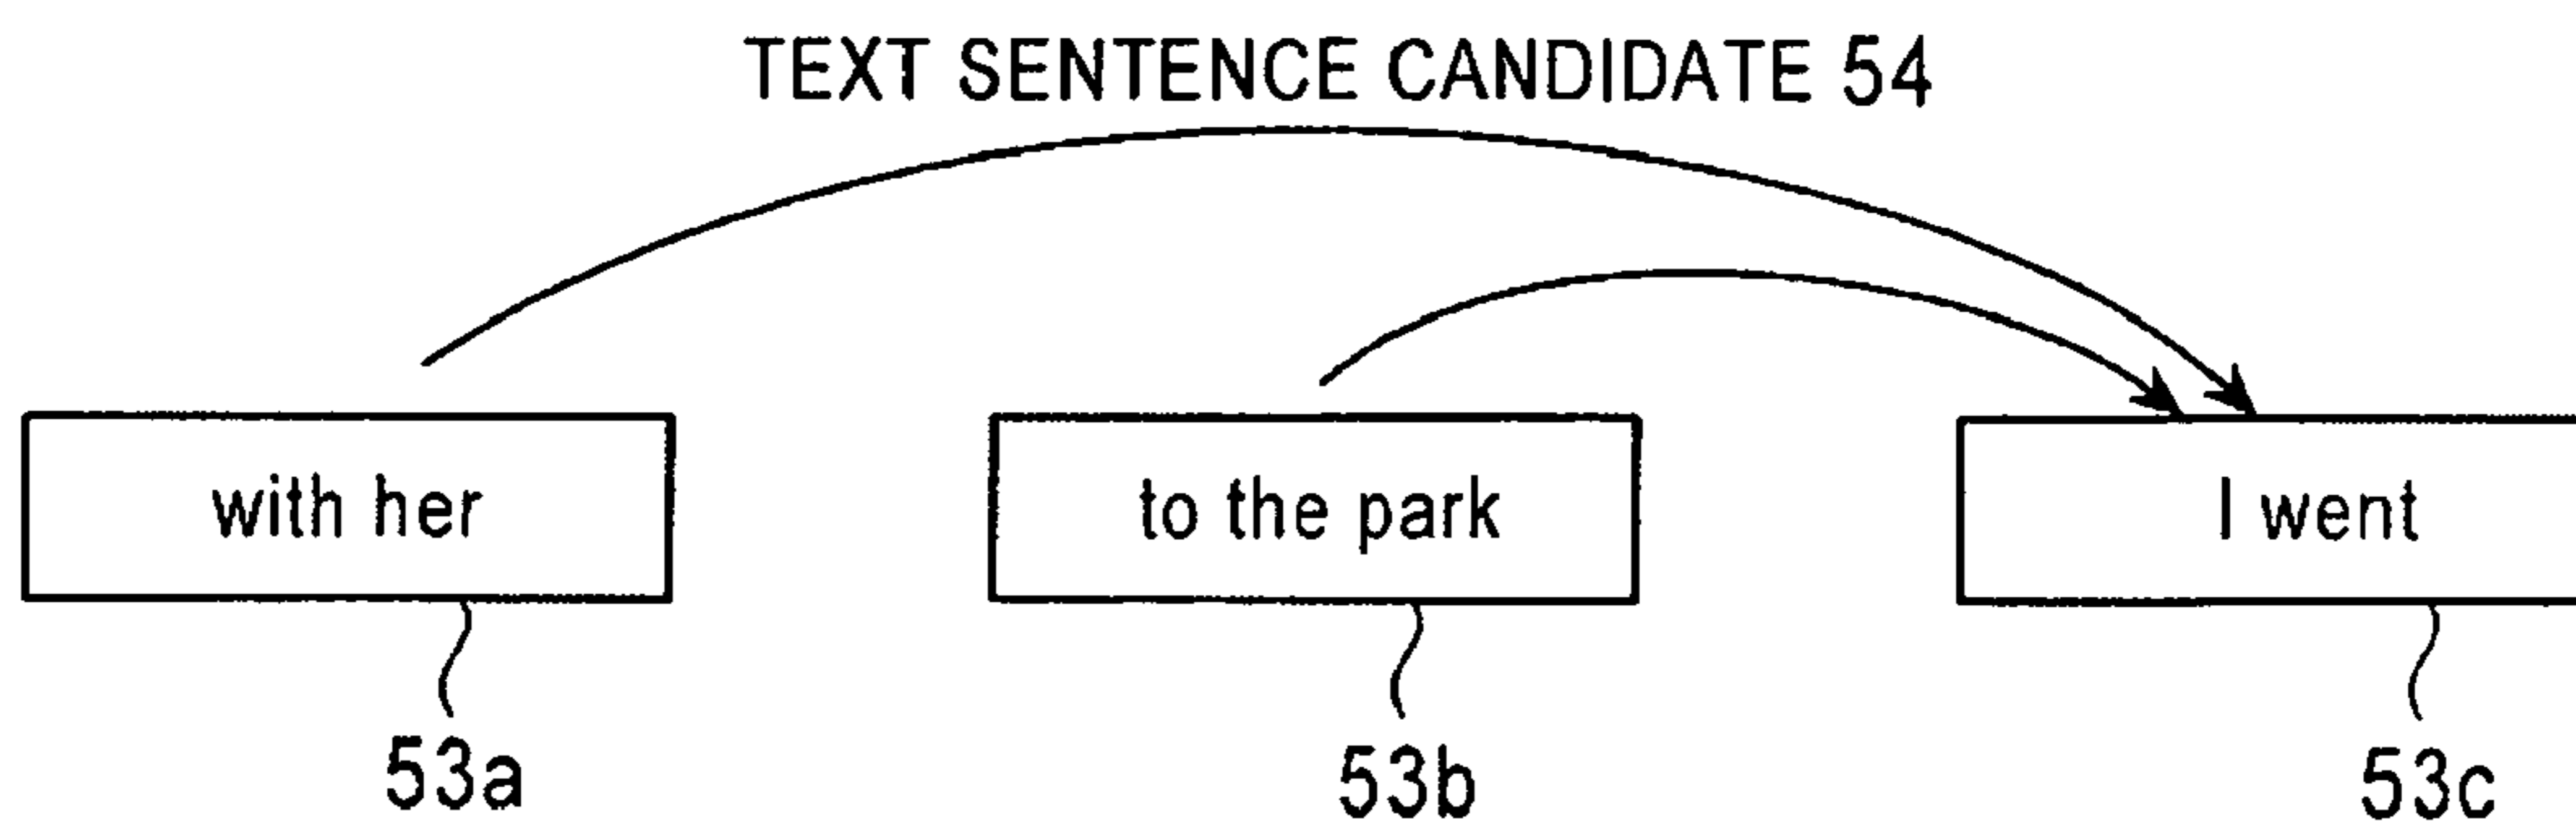 TEXT SENTENCE CANDIDATE 54
with her
to the park
I went
53a
53b
53c